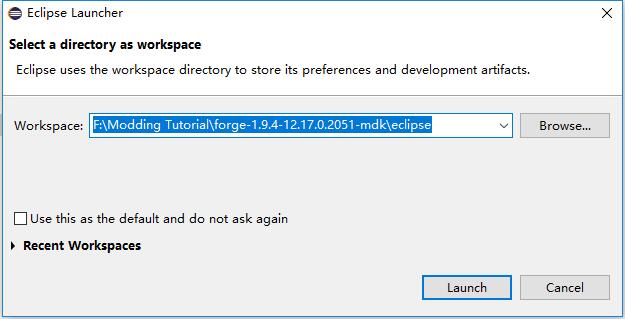 Eclipse Launcher
Select a directory as workspace
Eclipse uses the workspace directory to store its preferences and development artifacts.
Workspace: F:\Modding Tutorial\forge-1.9.4-12.17.0.2051-mdk\eclipse Browse...
Use this as the default and do not ask again
Recent Workspaces
Launch Cancel